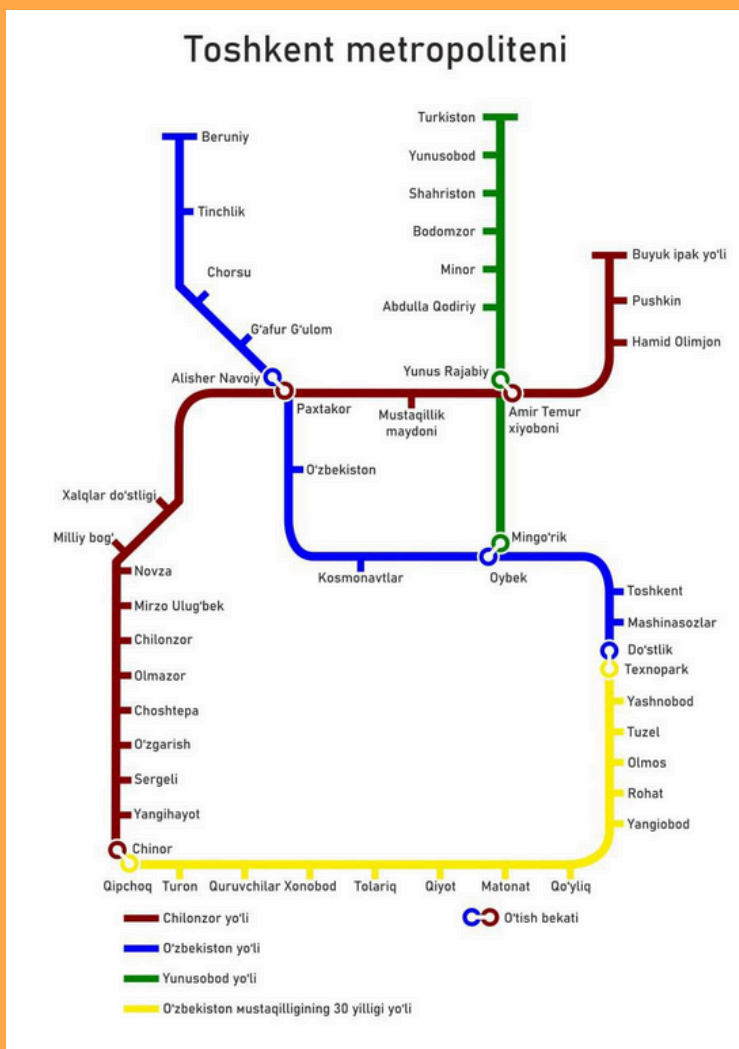 Toshkent metropoliteni
Turkiston
Beruniy
Yunusobod
Shahriston
Tinchlik
Bodomzor
Buyuk ipak yo'li
Chorsu
Minor
Pushkin
Abdulla Qodiriy
G'afur G'ulom
Hamid Olimjon
Alisher Navoiy
Yunus Rajabiy
Paxtakor
Mustaqillik
maydoni
Amir Temur
xiyoboni
O'zbekiston
Xalqlar do'stligi
Milliy bog'
Mingo'rik
Novza
Kosmonavtlar
Oybek
Toshkent
Mirzo Ulug'bek
Mashinasozlar
Chilonzor
Do'stlik
Texnopark
Olmazor
Yashnobod
Choshtepa
Tuzel
O'zgarish
Olmos
Sergeli
Rohat
Yangihayot
Yangiobod
Chinor
Qipchoq Turon Quruvchilar Xonobod Tolariq Qiyot Matonat Qo'yliq
Chilonzor yo'li
O'tish bekati
O'zbekiston yo'li
Yunusobod yo'li
O'zbekiston мustaqilligining 30 yilligi yo'li